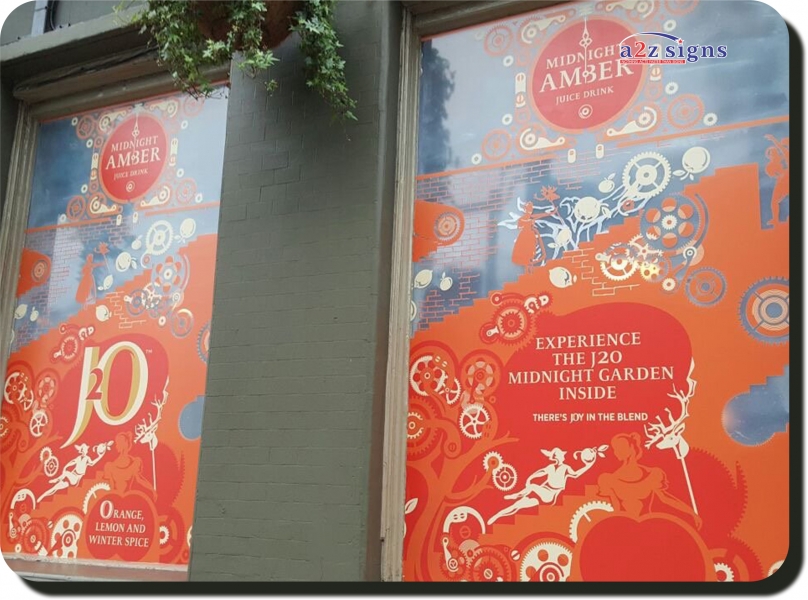 MIDNIGHT
AMBER
JUICE DRINK
J2O™
ORANGE,
LEMON AND
WINTER SPICE
MIDNIGHT
AMBER
JUICE DRINK
a2z signs
EXPERIENCE
THE J2O
MIDNIGHT GARDEN
INSIDE
THERE'S JOY IN THE BLEND